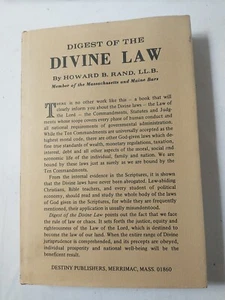 DIGEST OF THE
DIVINE LAW
By HOWARD B. RAND, LL.B.
Member of the Massachusetts and Maine Bars
THERE is no other work like this — a book that will
clearly inform you about the Divine laws — the Law of
the Lord — the Commandments, Statutes and Judg-
ments whose scope covers every phase of human conduct and
all national requirements of governmental administration.
While the Ten Commandments are universally accepted as the
highest moral code, there are other God-given laws which de-
fine true standards of wealth, monetary regulations, taxation,
interest, debt and all other aspects of the moral, social and
economic life of the individual, family and nation. We are
bound by these laws just as surely as we are bound by the
Ten Commandments.
From the internal evidence in the Scriptures, it is shown
that the Divine laws have never been abrogated. Law-abiding
Christians, Bible teachers, and every student of political
economy, should read and study the whole body of the laws
of God given in the Scriptures, for while they are frequently
mentioned, their application is usually misunderstood.
Digest of the Divine Law points out the fact that we face
the rule of law or chaos. It sets forth the justice, equity and
righteousness of the Law of the Lord, which is destined to
become the law of our land. When the entire range of Divine
jurisprudence is comprehended, and its precepts are obeyed,
individual prosperity and national well-being will be the
beneficent result.
DESTINY PUBLISHERS, MERRIMAC, MASS. 01860